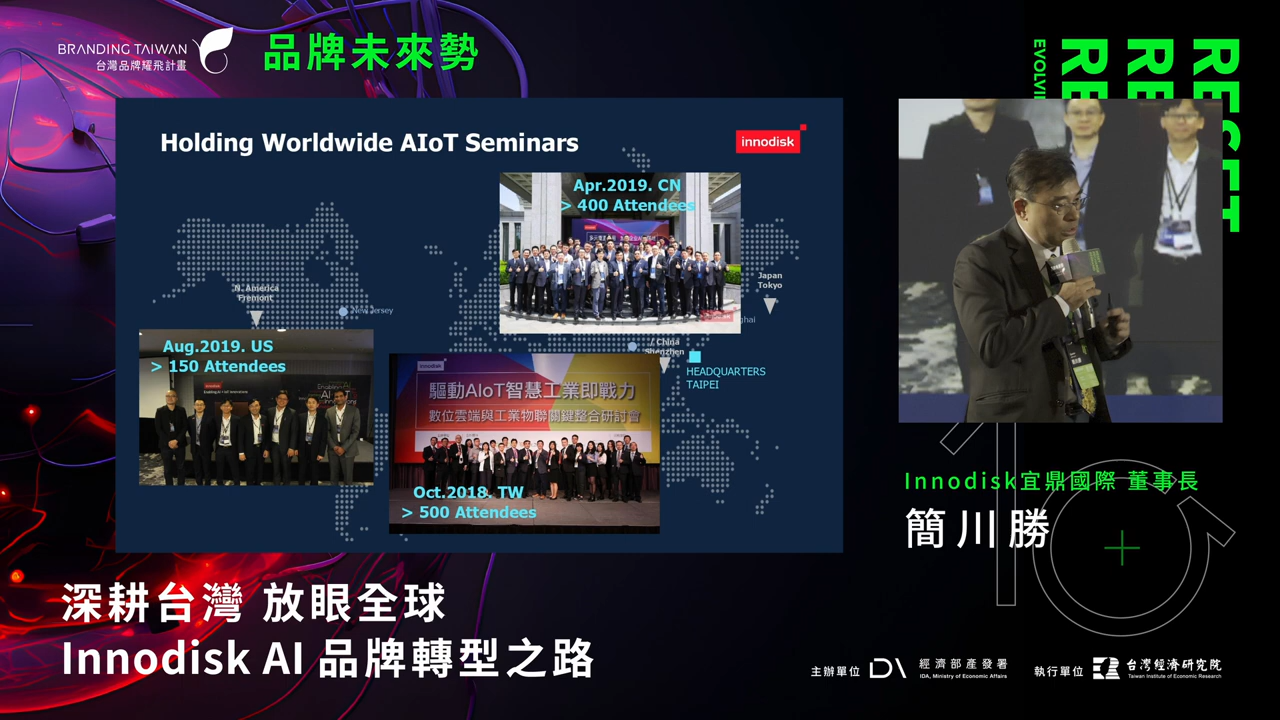 BRANDING TAIWAN
台灣品牌耀飛計畫
品牌未來勢
Holding Worldwide AIoT Seminars
innodisk
Apr.2019. CN
> 400 Attendees
N. America
Fremont
New Jersey
Japan
Tokyo
/ China
Shenzhen
HEADQUARTERS
TAIPEI
Aug.2019. US
> 150 Attendees
innodisk
驅動AIoT智慧工業即戰力
數位雲端與工業物聯關鍵整合研討會
Oct.2018. TW
> 500 Attendees
RESET
RE
RE
EVOLVI
Innodisk宜鼎國際 董事長
簡川勝
深耕台灣 放眼全球
Innodisk AI 品牌轉型之路
主辦單位
經濟部產發署
IDA, Ministry of Economic Affairs
執行單位
台灣經濟研究院
Taiwan Institute of Economic Research